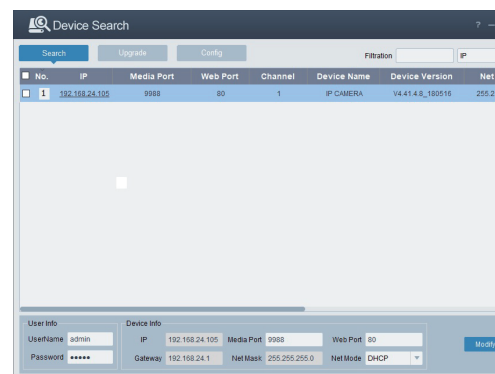 Device Search ?
Search Upgrade Config Filtration IP
No. IP Media Port Web Port Channel Device Name Device Version Net
1 192.168.24.105 9988 80 1 IP CAMERA V4.41.4.8_180516 255.2
User Info Device Info
UserName admin IP 192.168.24.105 Media Port 9988 Web Port 80
Modify
Password ●●●●● Gateway 192.168.24.1 Net Mask 255.255.255.0 Net Mode DHCP